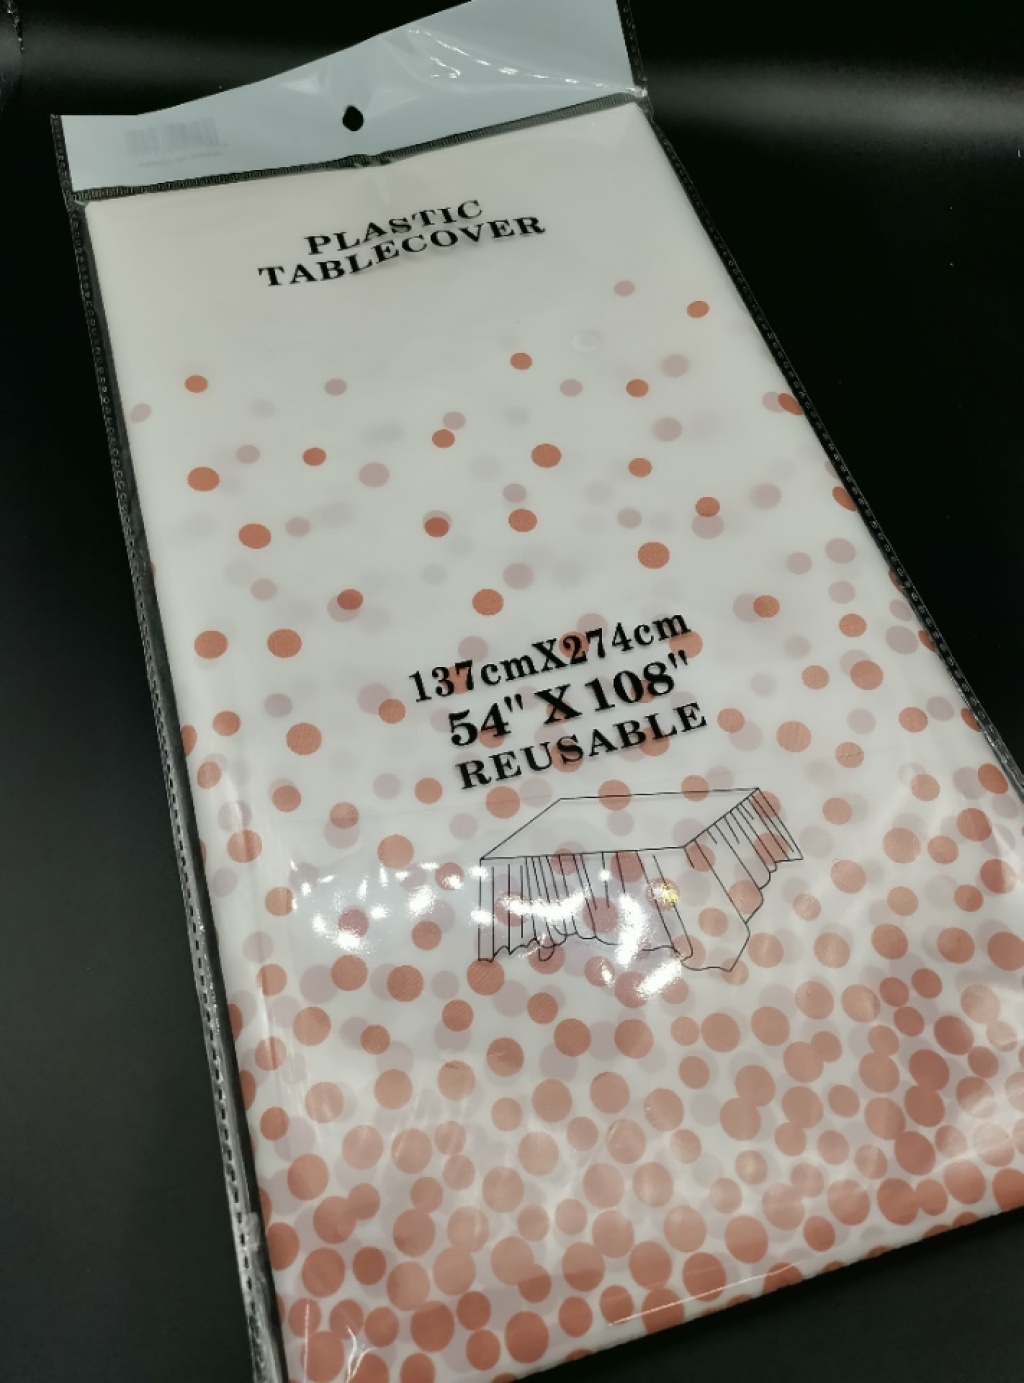 PLASTIC
TABLECOVER
137cmX274cm
54" X 108"
REUSABLE